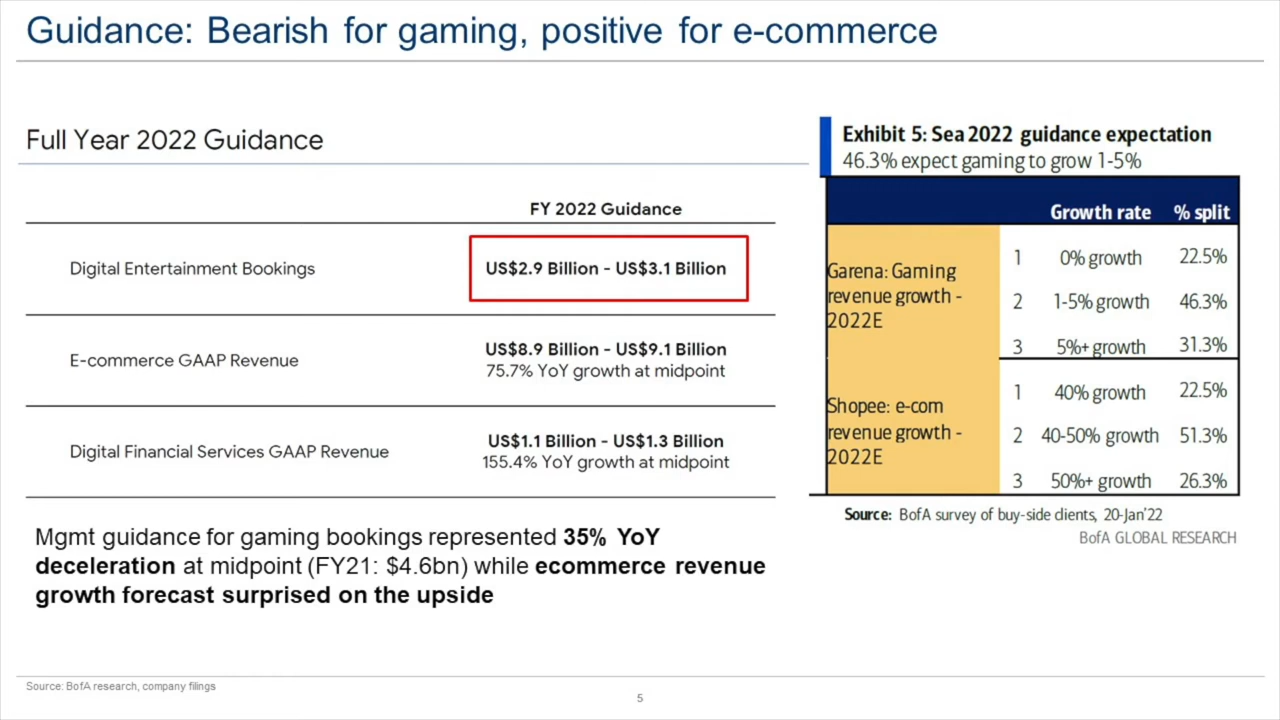 Guidance: Bearish for gaming, positive for e-commerce
Full Year 2022 Guidance
FY 2022 Guidance
Digital Entertainment Bookings
US$2.9 Billion - US$3.1 Billion
E-commerce GAAP Revenue
US$8.9 Billion - US$9.1 Billion
75.7% YoY growth at midpoint
Digital Financial Services GAAP Revenue
US$1.1 Billion - US$1.3 Billion
155.4% YoY growth at midpoint
Mgmt guidance for gaming bookings represented 35% YoY
deceleration at midpoint (FY21: $4.6bn) while ecommerce revenue
growth forecast surprised on the upside
Exhibit 5: Sea 2022 guidance expectation
46.3% expect gaming to grow 1-5%
Growth rate % split
Garena: Gaming
revenue growth -
2022E
1 0% growth 22.5%
2 1-5% growth 46.3%
3 5%+ growth 31.3%
Shopee: e-com
revenue growth -
2022E
1 40% growth 22.5%
2 40-50% growth 51.3%
3 50%+ growth 26.3%
Source: BofA survey of buy-side clients, 20-Jan'22
BofA GLOBAL RESEARCH
Source: BofA research, company filings
5